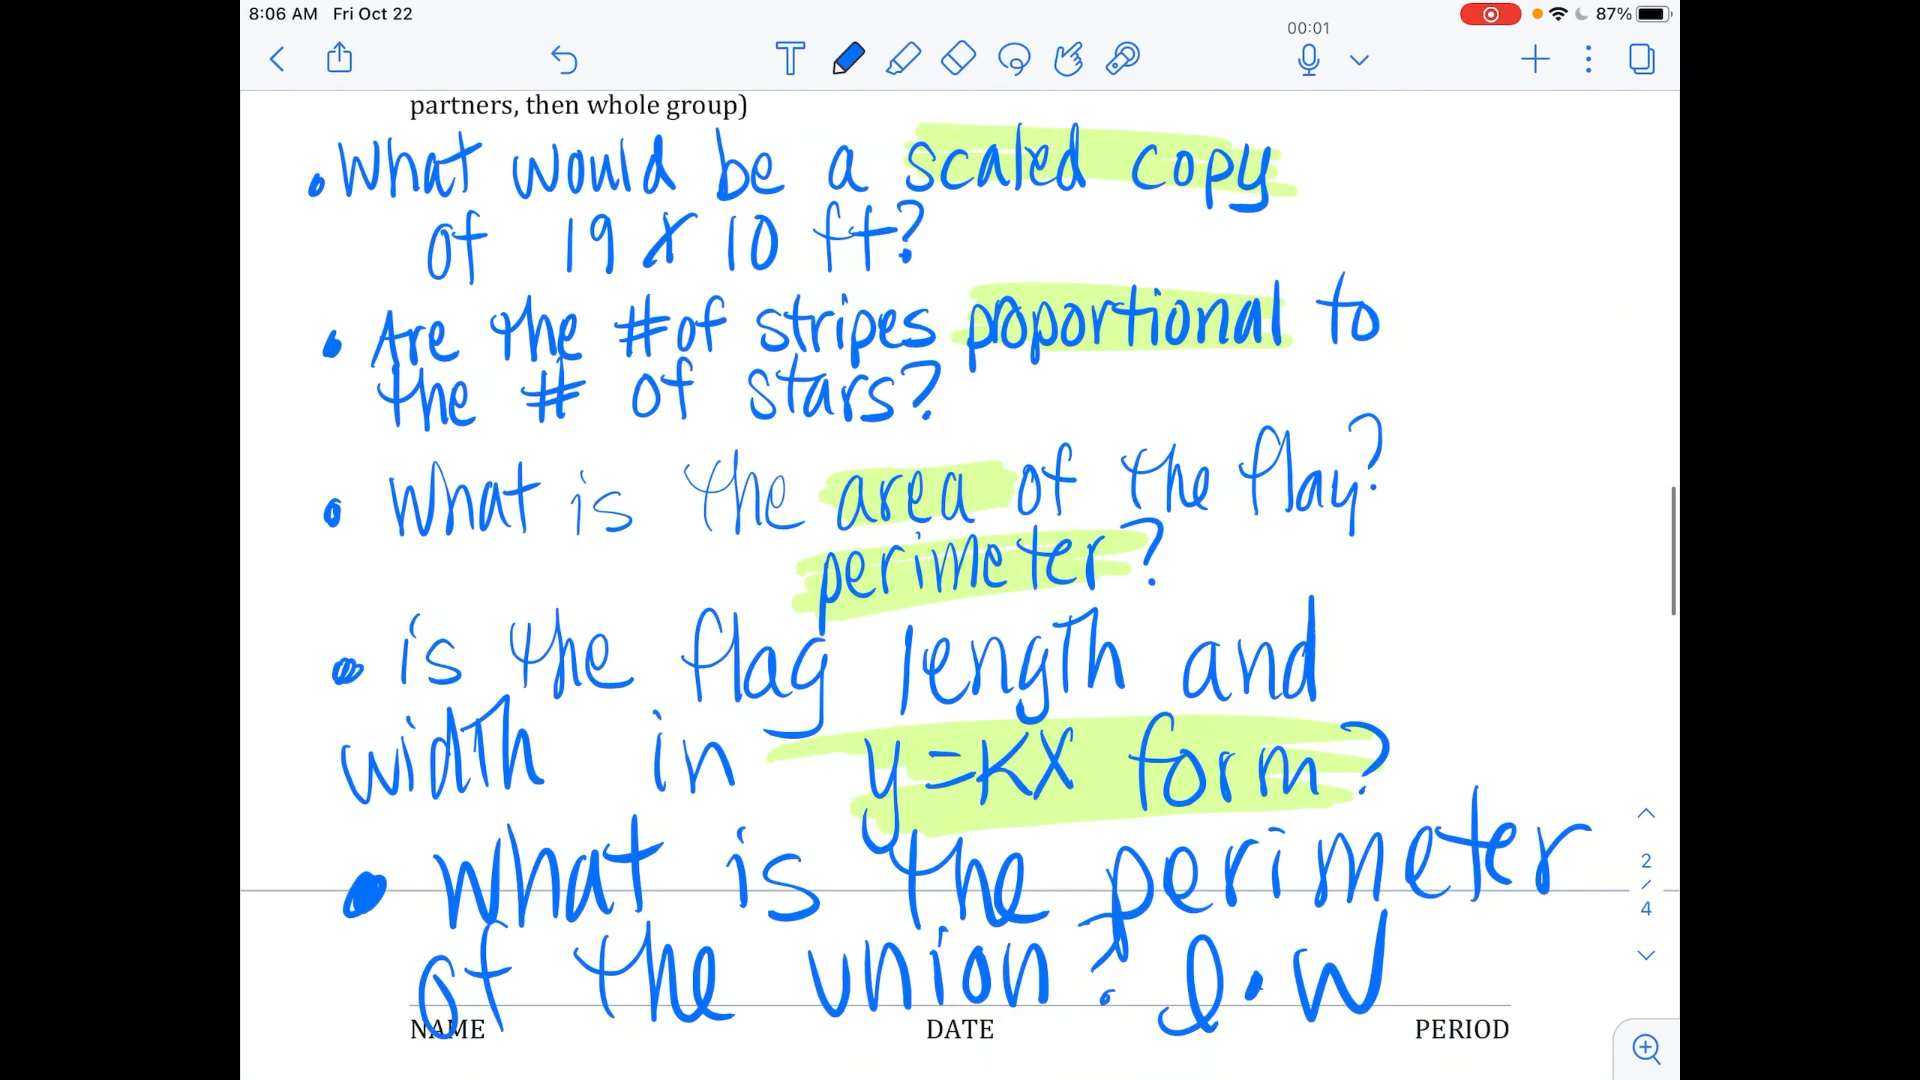 8:06 AM Fri Oct 22
87%
00:01
T
partners, then whole group)
• What would be a scaled copy
of 19 x 10 ft?
• Are the # of stripes proportional to
the # of stars?
• What is the area of the flag?
perimeter?
• is the flag length and
width in y=kx form?
• What is the perimeter
of the union? l•w
2/4
NAME DATE PERIOD